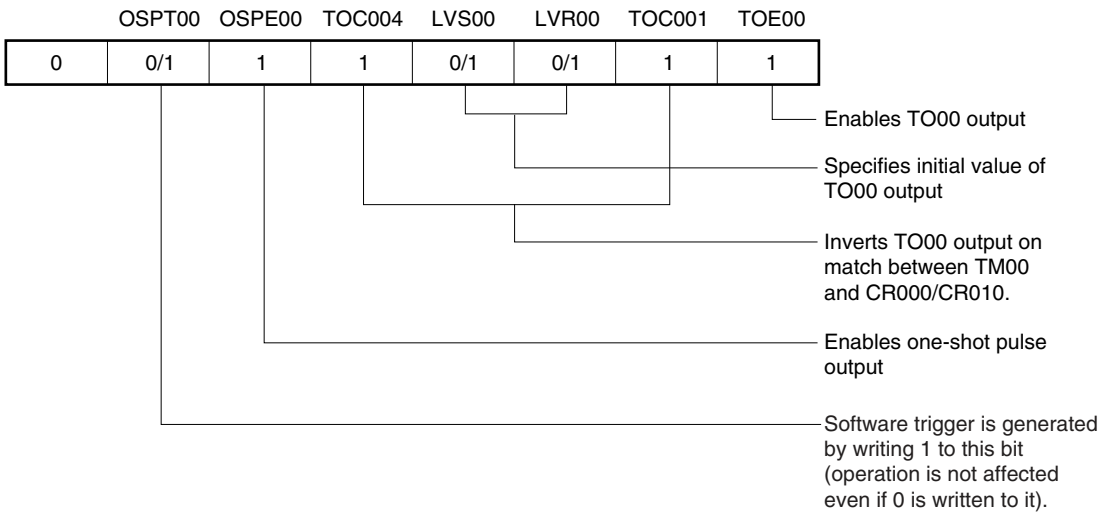 OSPT00 OSPE00 TOC004 LVS00 LVR00 TOC001 TOE00
0 0/1 1 1 0/1 0/1 1 1
Enables TO00 output
Specifies initial value of
TO00 output
Inverts TO00 output on
match between TM00
and CR000/CR010.
Enables one-shot pulse
output
Software trigger is generated
by writing 1 to this bit
(operation is not affected
even if 0 is written to it).